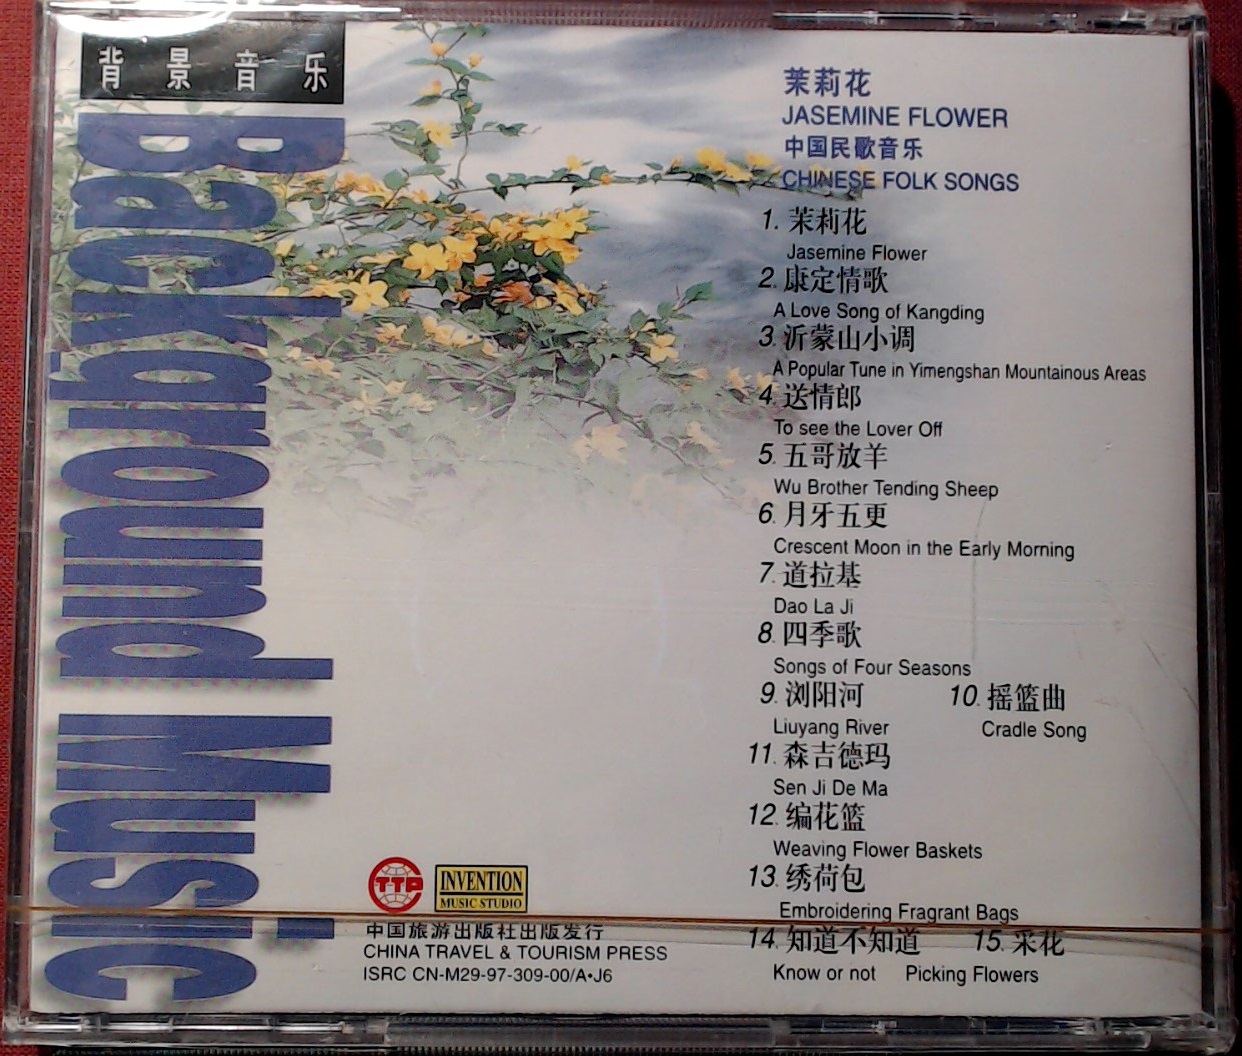 背景音乐
Background Music
茉莉花
JASEMINE FLOWER
中国民歌音乐
CHINESE FOLK SONGS
1. 茉莉花
Jasemine Flower
2. 康定情歌
A Love Song of Kangding
3. 沂蒙山小调
A Popular Tune in Yimengshan Mountainous Areas
4. 送情郎
To see the Lover Off
5. 五哥放羊
Wu Brother Tending Sheep
6. 月牙五更
Crescent Moon in the Early Morning
7. 道拉基
Dao La Ji
8. 四季歌
Songs of Four Seasons
9. 浏阳河 10. 摇篮曲
Liuyang River Cradle Song
11. 森吉德玛
Sen Ji De Ma
12. 编花篮
Weaving Flower Baskets
13. 绣荷包
Embroidering Fragrant Bags
14. 知道不知道 15. 采花
Know or not Picking Flowers
TTP
INVENTION
MUSIC STUDIO
中国旅游出版社出版发行
CHINA TRAVEL & TOURISM PRESS
ISRC CN-M29-97-309-00/A•J6